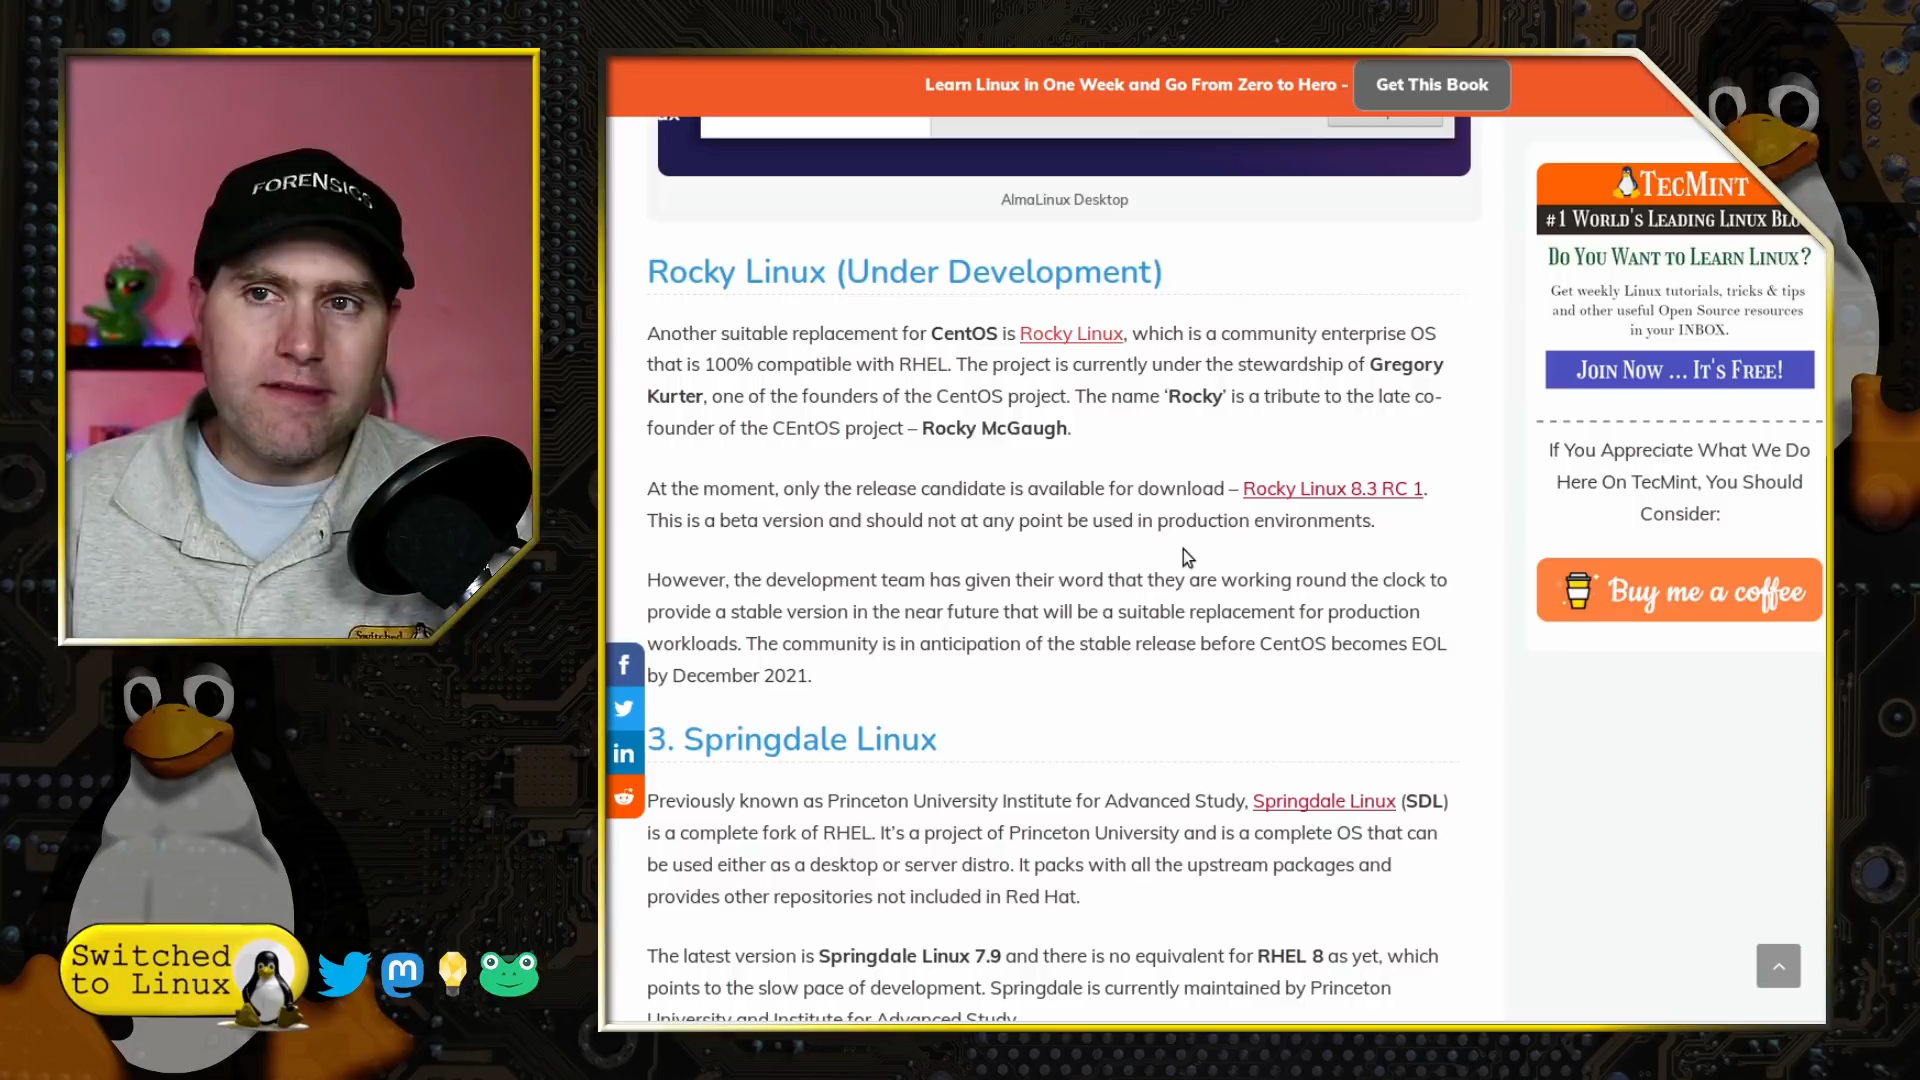 FORENSICS
Switched
Switched
to Linux
Learn Linux in One Week and Go From Zero to Hero -
Get This Book
AlmaLinux Desktop
Rocky Linux (Under Development)
Another suitable replacement for CentOS is Rocky Linux, which is a community enterprise OS
that is 100% compatible with RHEL. The project is currently under the stewardship of Gregory
Kurter, one of the founders of the CentOS project. The name ‘Rocky’ is a tribute to the late co-
founder of the CEntOS project – Rocky McGaugh.
At the moment, only the release candidate is available for download – Rocky Linux 8.3 RC 1.
This is a beta version and should not at any point be used in production environments.
However, the development team has given their word that they are working round the clock to
provide a stable version in the near future that will be a suitable replacement for production
workloads. The community is in anticipation of the stable release before CentOS becomes EOL
by December 2021.
3. Springdale Linux
Previously known as Princeton University Institute for Advanced Study, Springdale Linux (SDL)
is a complete fork of RHEL. It’s a project of Princeton University and is a complete OS that can
be used either as a desktop or server distro. It packs with all the upstream packages and
provides other repositories not included in Red Hat.
The latest version is Springdale Linux 7.9 and there is no equivalent for RHEL 8 as yet, which
points to the slow pace of development. Springdale is currently maintained by Princeton
University and Institute for Advanced Study.
TECMINT
#1 WORLD'S LEADING LINUX BLO
DO YOU WANT TO LEARN LINUX?
Get weekly Linux tutorials, tricks & tips
and other useful Open Source resources
in your INBOX.
JOIN NOW ... IT'S FREE!
If You Appreciate What We Do
Here On TecMint, You Should
Consider:
Buy me a coffee